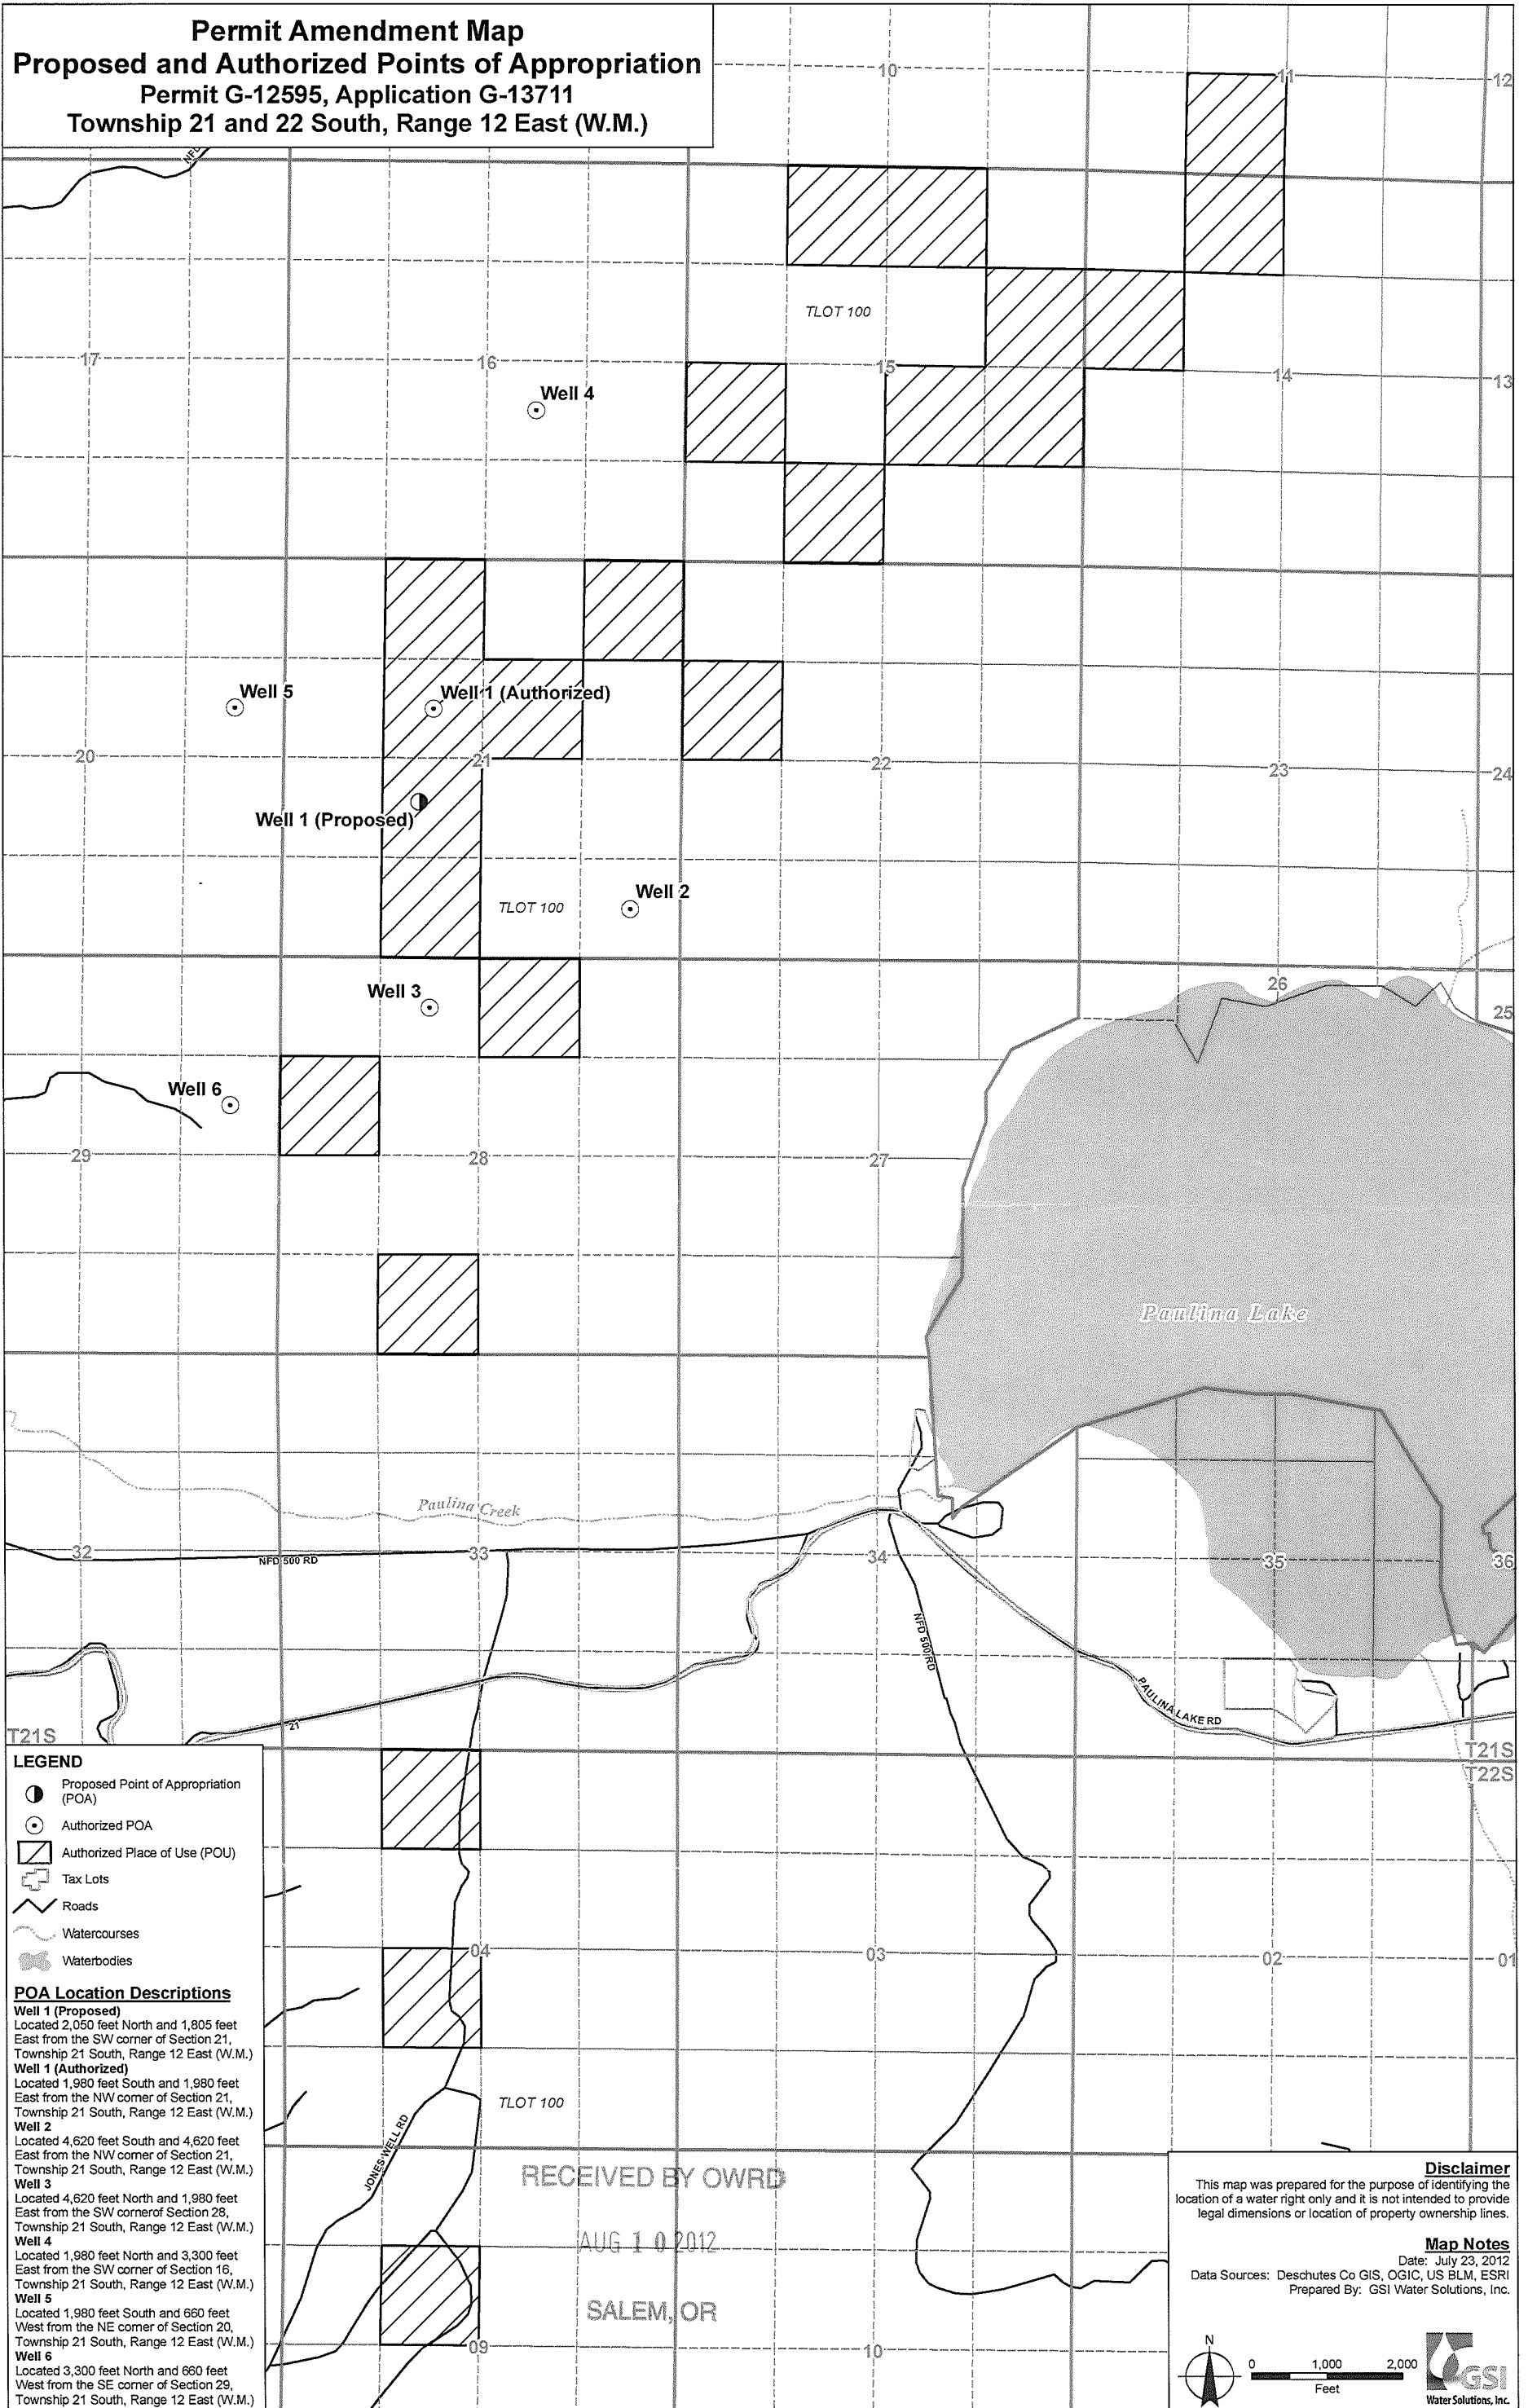 Permit Amendment Map
Proposed and Authorized Points of Appropriation
Permit G-12595, Application G-13711
Township 21 and 22 South, Range 12 East (W.M.)
10
11
12
TLOT 100
17
16
15
14
13
Well 4
Well 5
Well 1 (Authorized)
20
21
22
23
24
Well 1 (Proposed)
Well 2
TLOT 100
Well 3
26
25
Well 6
29
28
27
Paulina Lake
Paulina Creek
32
NFD 500 RD
33
34
35
36
NFD 500 RD
PAULINA LAKE RD
21
T21S
T21S
T22S
LEGEND
Proposed Point of Appropriation
(POA)
Authorized POA
Authorized Place of Use (POU)
Tax Lots
Roads
Watercourses
Waterbodies
04
03
02
01
POA Location Descriptions
Well 1 (Proposed)
Located 2,050 feet North and 1,805 feet
East from the SW corner of Section 21,
Township 21 South, Range 12 East (W.M.)
Well 1 (Authorized)
Located 1,980 feet South and 1,980 feet
East from the NW corner of Section 21,
Township 21 South, Range 12 East (W.M.)
Well 2
Located 4,620 feet South and 4,620 feet
East from the NW corner of Section 21,
Township 21 South, Range 12 East (W.M.)
Well 3
Located 4,620 feet North and 1,980 feet
East from the SW cornerof Section 28,
Township 21 South, Range 12 East (W.M.)
Well 4
Located 1,980 feet North and 3,300 feet
East from the SW corner of Section 16,
Township 21 South, Range 12 East (W.M.)
Well 5
Located 1,980 feet South and 660 feet
West from the NE corner of Section 20,
Township 21 South, Range 12 East (W.M.)
Well 6
Located 3,300 feet North and 660 feet
West from the SE corner of Section 29,
Township 21 South, Range 12 East (W.M.)
TLOT 100
JONES WELL RD
RECEIVED BY OWRD
AUG 10 2012
SALEM, OR
09
10
Disclaimer
This map was prepared for the purpose of identifying the
location of a water right only and it is not intended to provide
legal dimensions or location of property ownership lines.
Map Notes
Date: July 23, 2012
Data Sources: Deschutes Co GIS, OGIC, US BLM, ESRI
Prepared By: GSI Water Solutions, Inc.
N
0 1,000 2,000
Feet
GSI
Water Solutions, Inc.